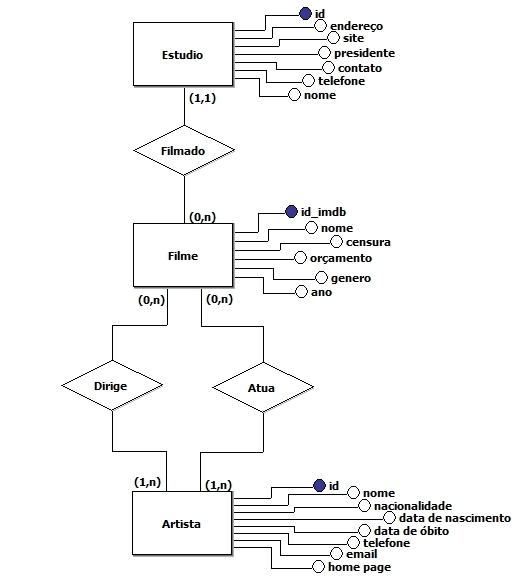 id
endereço
site
Estudio
presidente
contato
telefone
nome
(1,1)
Filmado
(0,n)
id_imdb
nome
censura
Filme
orçamento
genero
ano
(0,n)
(0,n)
Dirige
Atua
(1,n)
(1,n)
id
nome
nacionalidade
data de nascimento
Artista
data de óbito
telefone
email
home page